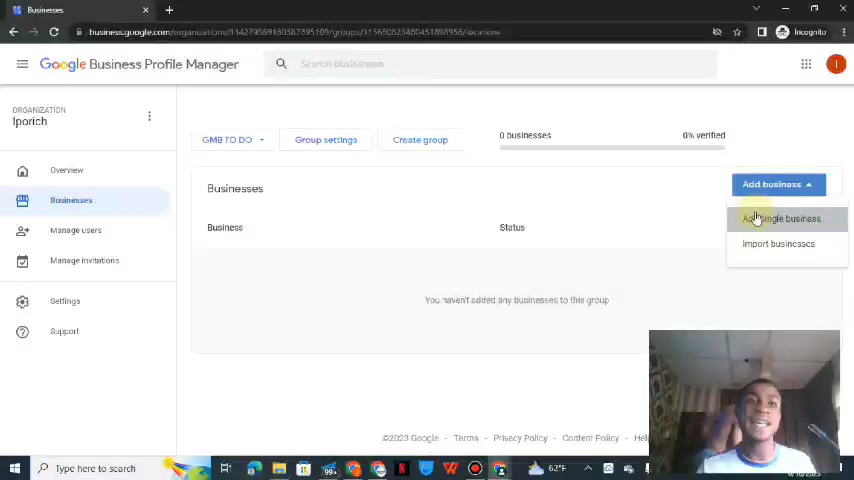 Businesses
business.google.com/organizations/114279369160387895109/groups/115650823480451898956/locations
Incognito
Google Business Profile Manager
Search businesses
I
ORGANIZATION
Iporich
GMB TO DO
Group settings
Create group
0 businesses
0% verified
Overview
Businesses
Manage users
Manage invitations
Settings
Support
Businesses
Add business
Business
Status
Add single business
Import businesses
You haven't added any businesses to this group
©2023 Google - Terms - Privacy Policy - Content Policy -
Type here to search
99+
62°F